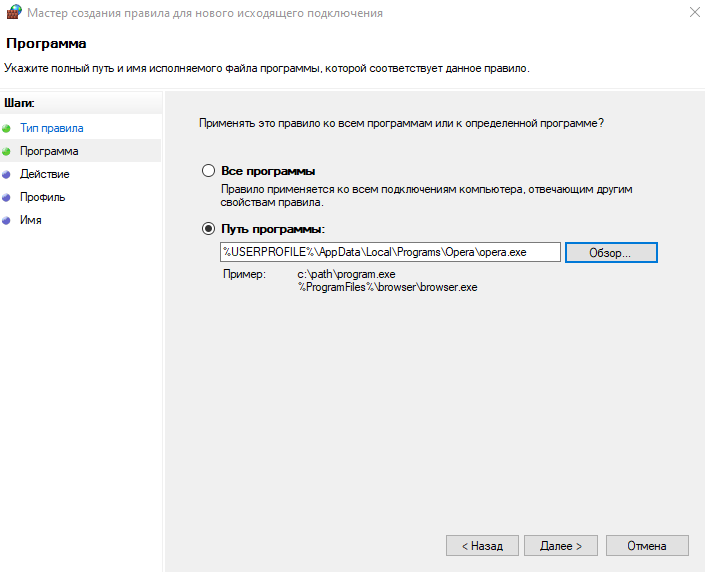 Мастер создания правила для нового исходящего подключения
Программа
Укажите полный путь и имя исполняемого файла программы, которой соответствует данное правило.
Шаги:
Тип правила
Программа
Действие
Профиль
Имя
Применять это правило ко всем программам или к определенной программе?
Все программы
Правило применяется ко всем подключениям компьютера, отвечающим другим
свойствам правила.
Путь программы:
%USERPROFILE%\AppData\Local\Programs\Opera\opera.exe
Обзор...
Пример: c:\path\program.exe
%ProgramFiles%\browser\browser.exe
< Назад Далее > Отмена